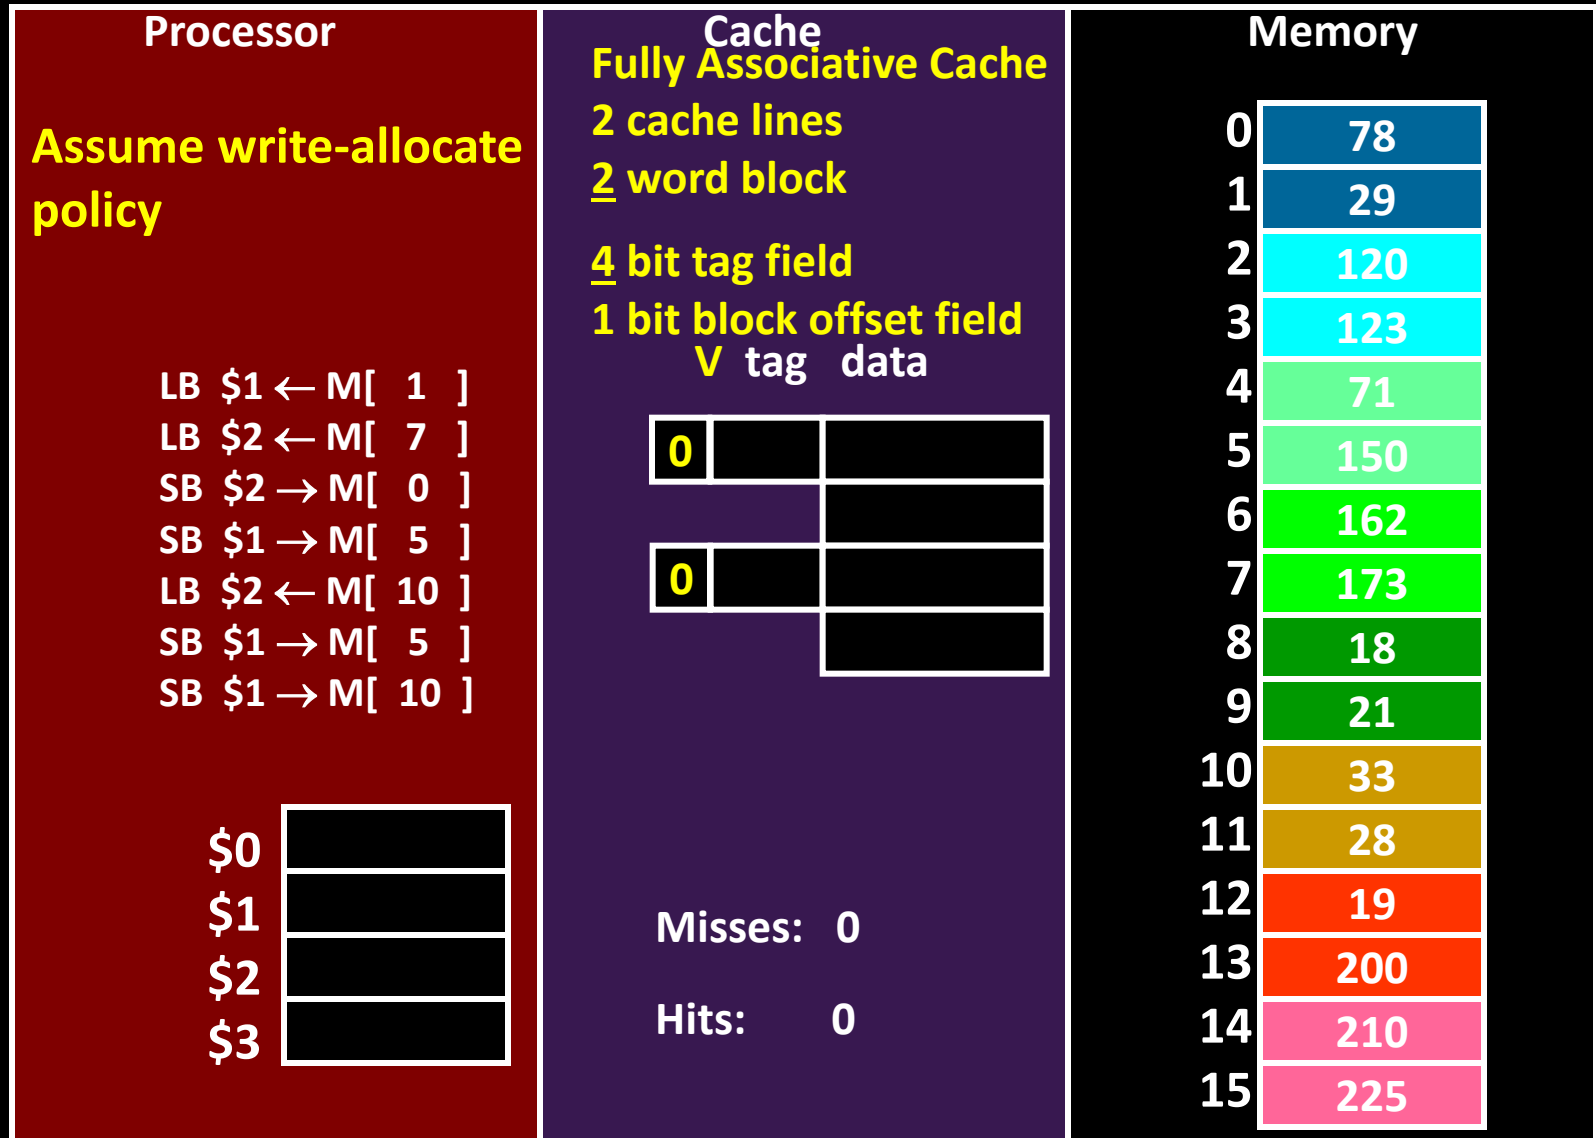 Processor
Assume write-allocate
policy
LB $1 ← M[ 1 ]
LB $2 ← M[ 7 ]
SB $2 → M[ 0 ]
SB $1 → M[ 5 ]
LB $2 ← M[ 10 ]
SB $1 → M[ 5 ]
SB $1 → M[ 10 ]
$0
$1
$2
$3
Cache
Fully Associative Cache
2 cache lines
2 word block
4 bit tag field
1 bit block offset field
V tag data
0
0
Misses: 0
Hits: 0
Memory
0 78
1 29
2 120
3 123
4 71
5 150
6 162
7 173
8 18
9 21
10 33
11 28
12 19
13 200
14 210
15 225